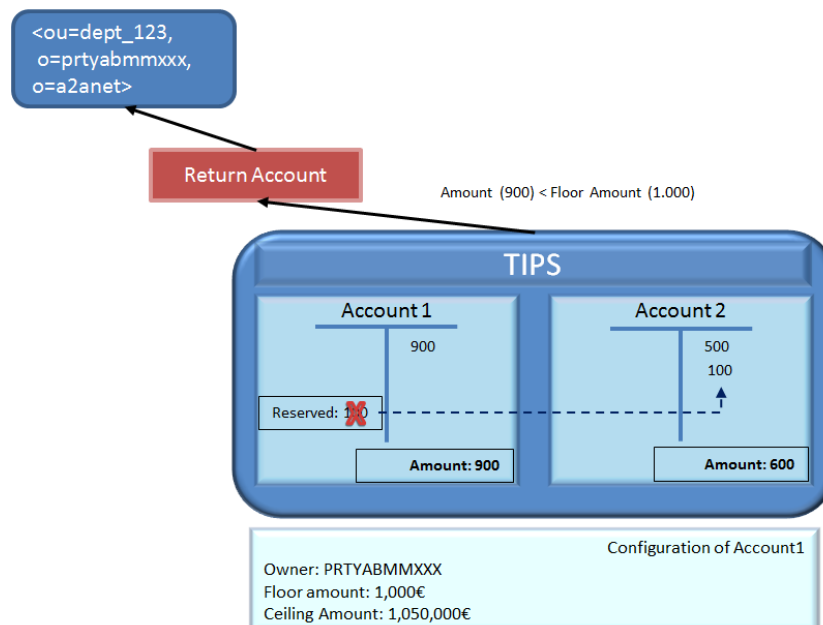 <ou=dept_123,
o=prtyabmmxxx,
o=a2anet>
Return Account
Amount (900) < Floor Amount (1.000)
TIPS
Account 1
900
Reserved: 100
Amount: 900
Account 2
500
100
Amount: 600
Configuration of Account1
Owner: PRTYABMMXXX
Floor amount: 1,000€
Ceiling Amount: 1,050,000€